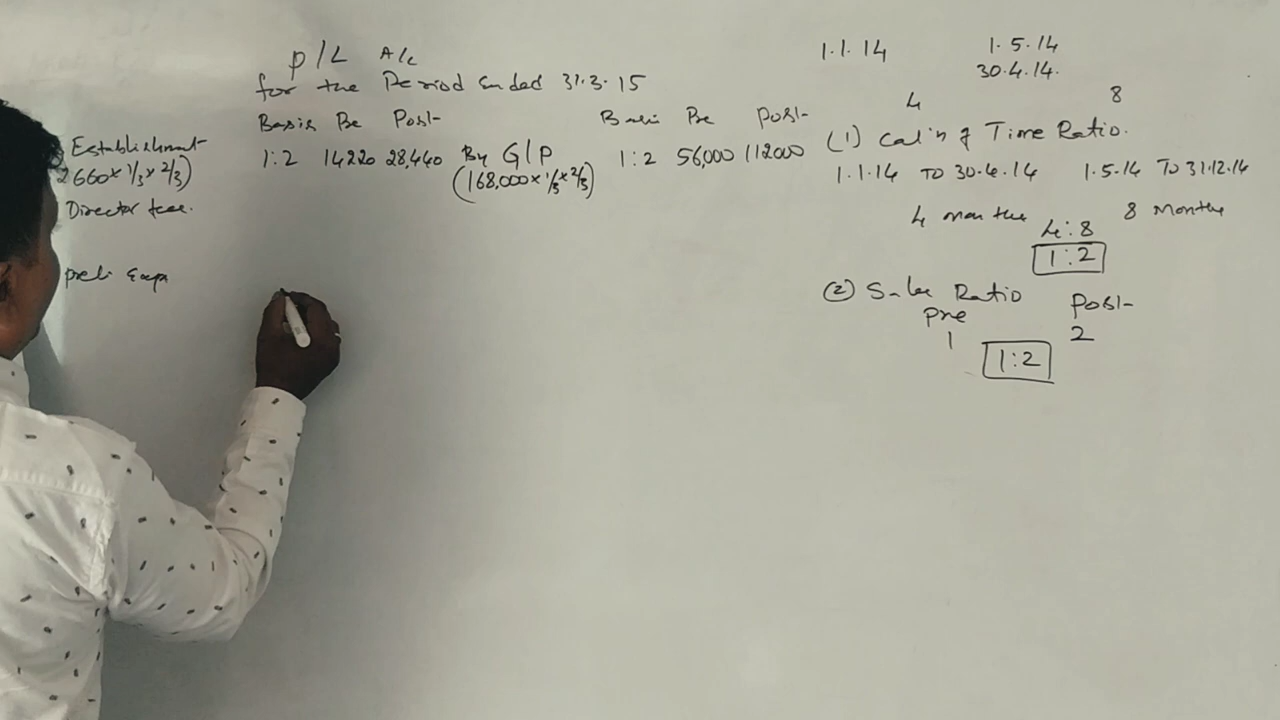 P/L A/c
for the Period Ended 31.3.15
Basis Pre Post Basis Pre Post
Establishment 1:2 14220 28,440 By G/P 1:2 56,000 112000
2660 x 1/3 x 2/3) (168,000 x 1/3 x 2/3)
Director fees.
preli Exp
1.1.14 1.5.14
30.4.14.
4 8
(1) Cal'n of Time Ratio.
1.1.14 TO 30.4.14 1.5.14 To 31.12.14
4 months 8 Months
4:8
1:2
(2) Sales Ratio
Pre Post
1 2
1:2